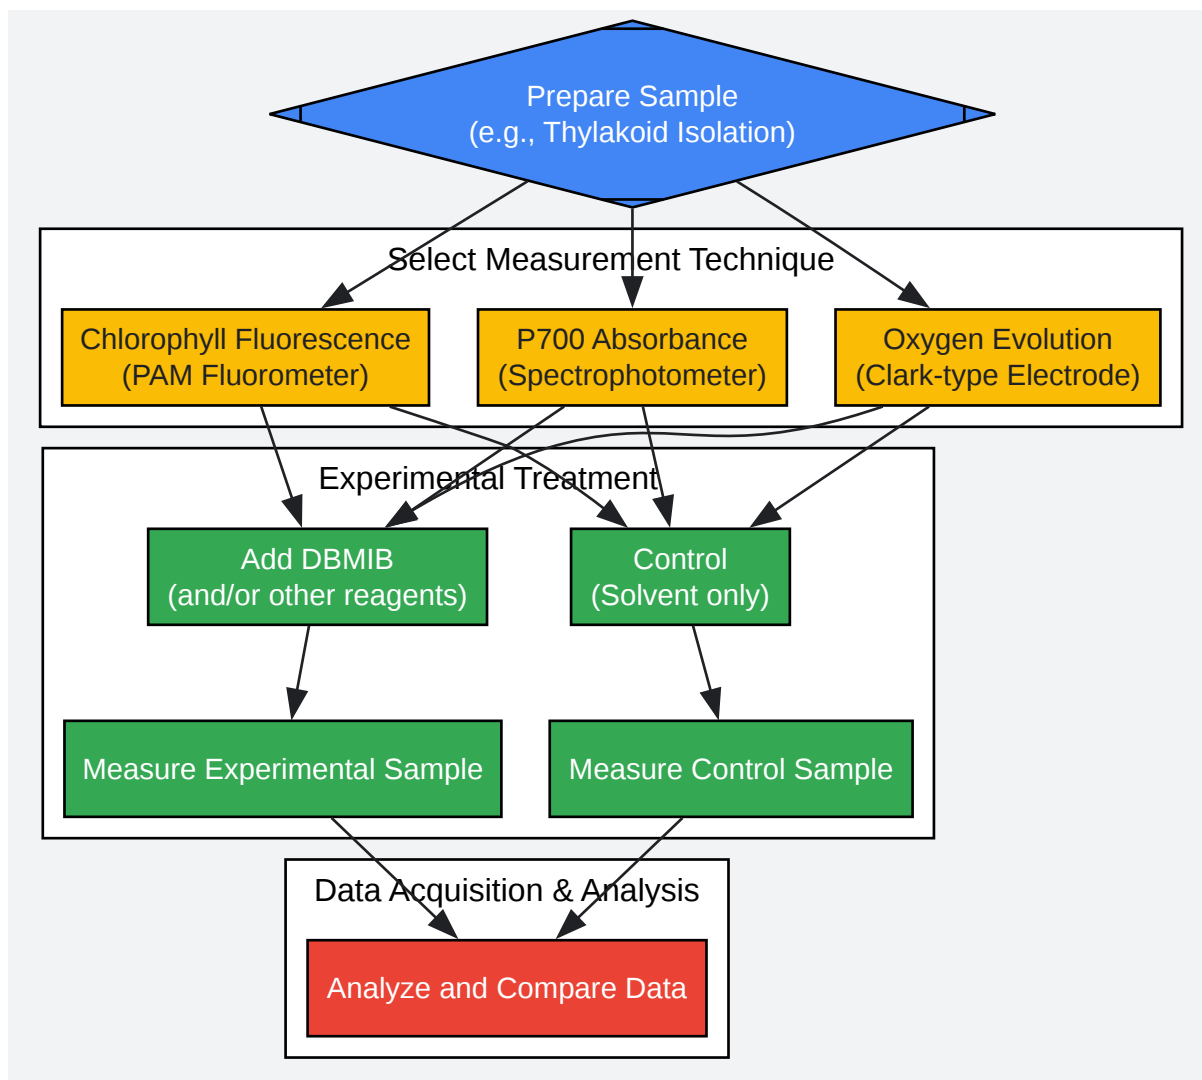 Prepare Sample
(e.g., Thylakoid Isolation)
Select Measurement Technique
Chlorophyll Fluorescence
(PAM Fluorometer)
P700 Absorbance
(Spectrophotometer)
Oxygen Evolution
(Clark-type Electrode)
Experimental Treatment
Add DBMIB
(and/or other reagents)
Control
(Solvent only)
Measure Experimental Sample
Measure Control Sample
Data Acquisition & Analysis
Analyze and Compare Data